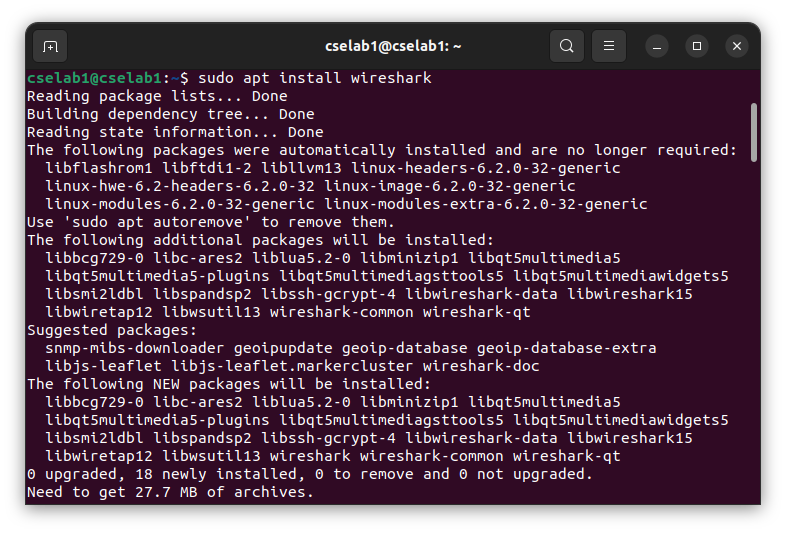 cselab1@cselab1: ~
cselab1@cselab1:~$ sudo apt install wireshark
Reading package lists... Done
Building dependency tree... Done
Reading state information... Done
The following packages were automatically installed and are no longer required:
  libflashrom1 libftdi1-2 libllvm13 linux-headers-6.2.0-32-generic
  linux-hwe-6.2-headers-6.2.0-32 linux-image-6.2.0-32-generic
  linux-modules-6.2.0-32-generic linux-modules-extra-6.2.0-32-generic
Use 'sudo apt autoremove' to remove them.
The following additional packages will be installed:
  libbcg729-0 libc-ares2 liblua5.2-0 libminizip1 libqt5multimedia5
  libqt5multimedia5-plugins libqt5multimediagsttools5 libqt5multimediawidgets5
  libsmi2ldbl libspandsp2 libssh-gcrypt-4 libwireshark-data libwireshark15
  libwiretap12 libwsutil13 wireshark-common wireshark-qt
Suggested packages:
  snmp-mibs-downloader geoipupdate geoip-database geoip-database-extra
  libjs-leaflet libjs-leaflet.markercluster wireshark-doc
The following NEW packages will be installed:
  libbcg729-0 libc-ares2 liblua5.2-0 libminizip1 libqt5multimedia5
  libqt5multimedia5-plugins libqt5multimediagsttools5 libqt5multimediawidgets5
  libsmi2ldbl libspandsp2 libssh-gcrypt-4 libwireshark-data libwireshark15
  libwiretap12 libwsutil13 wireshark wireshark-common wireshark-qt
0 upgraded, 18 newly installed, 0 to remove and 0 not upgraded.
Need to get 27.7 MB of archives.